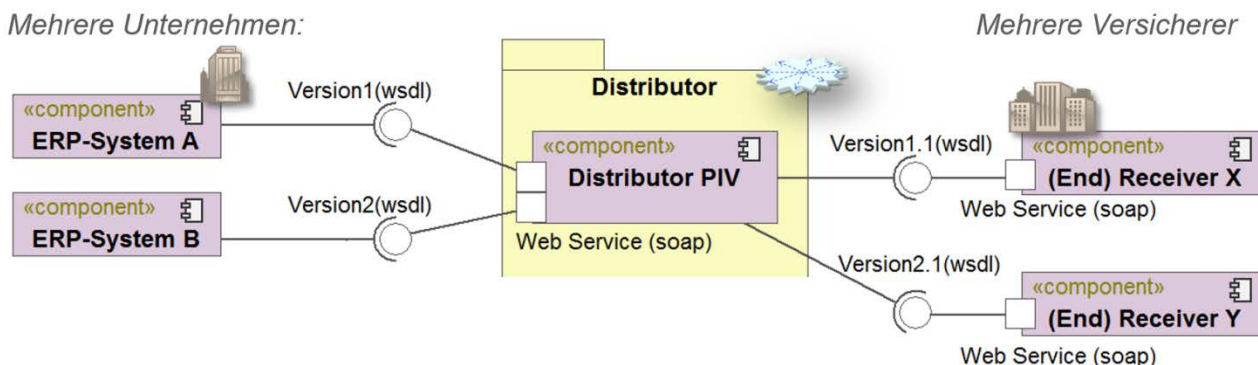 Mehrere Unternehmen:
Mehrere Versicherer
Version1(wsdl)
«component»
ERP-System A
Version2(wsdl)
«component»
ERP-System B
Distributor
«component»
Distributor PIV
Web Service (soap)
Version1.1(wsdl)
«component»
(End) Receiver X
Web Service (soap)
Version2.1(wsdl)
«component»
(End) Receiver Y
Web Service (soap)